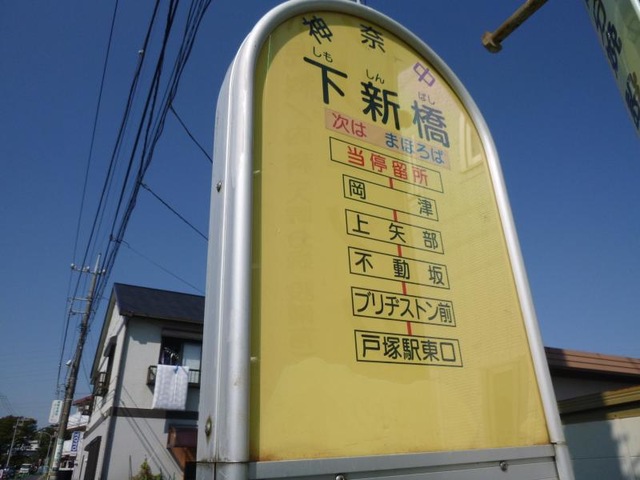 神奈中
しも しん はし
下新橋
次は まほろば
当停留所
岡津
上矢部
不動坂
ブリヂストン前
戸塚駅東口